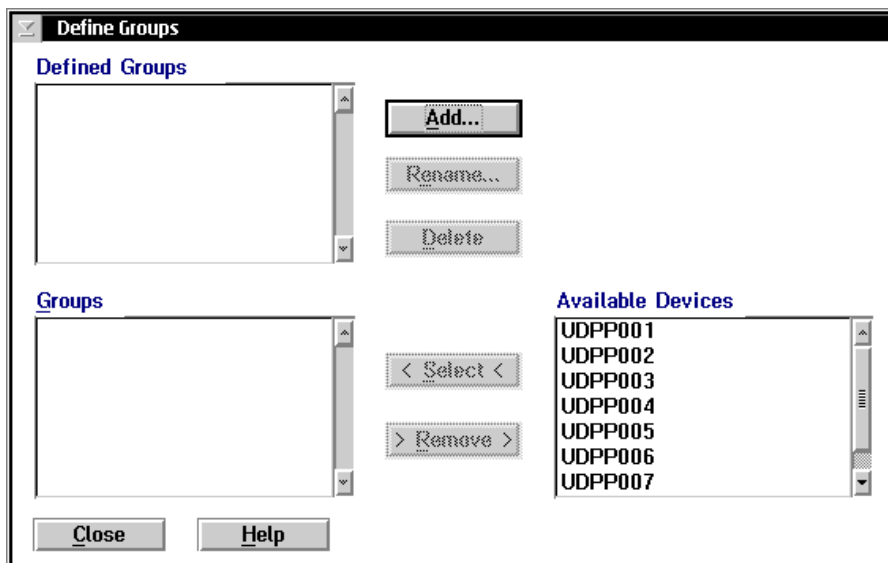 Define Groups
Defined Groups
Add...
Rename...
Delete
Groups
< Select <
> Remove >
Available Devices
UDPP001
UDPP002
UDPP003
UDPP004
UDPP005
UDPP006
UDPP007
Close
Help